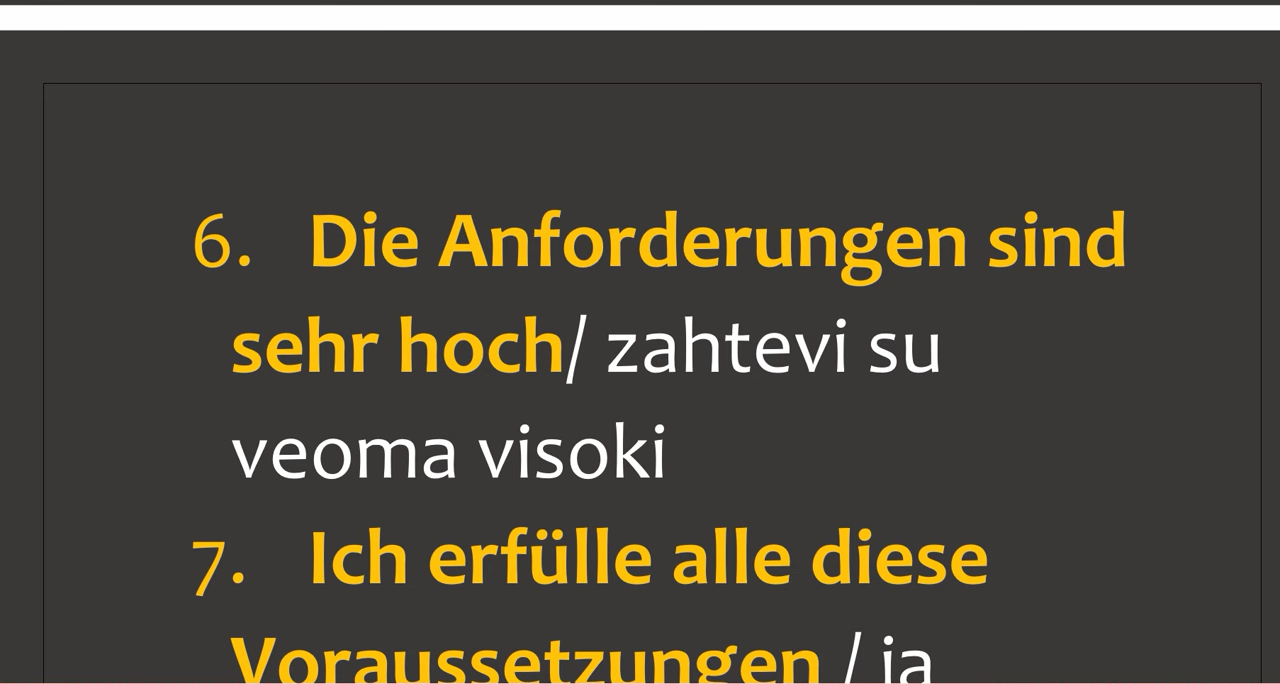 6. Die Anforderungen sind
sehr hoch/ zahtevi su
veoma visoki
7. Ich erfülle alle diese
Voraussetzungen / ja